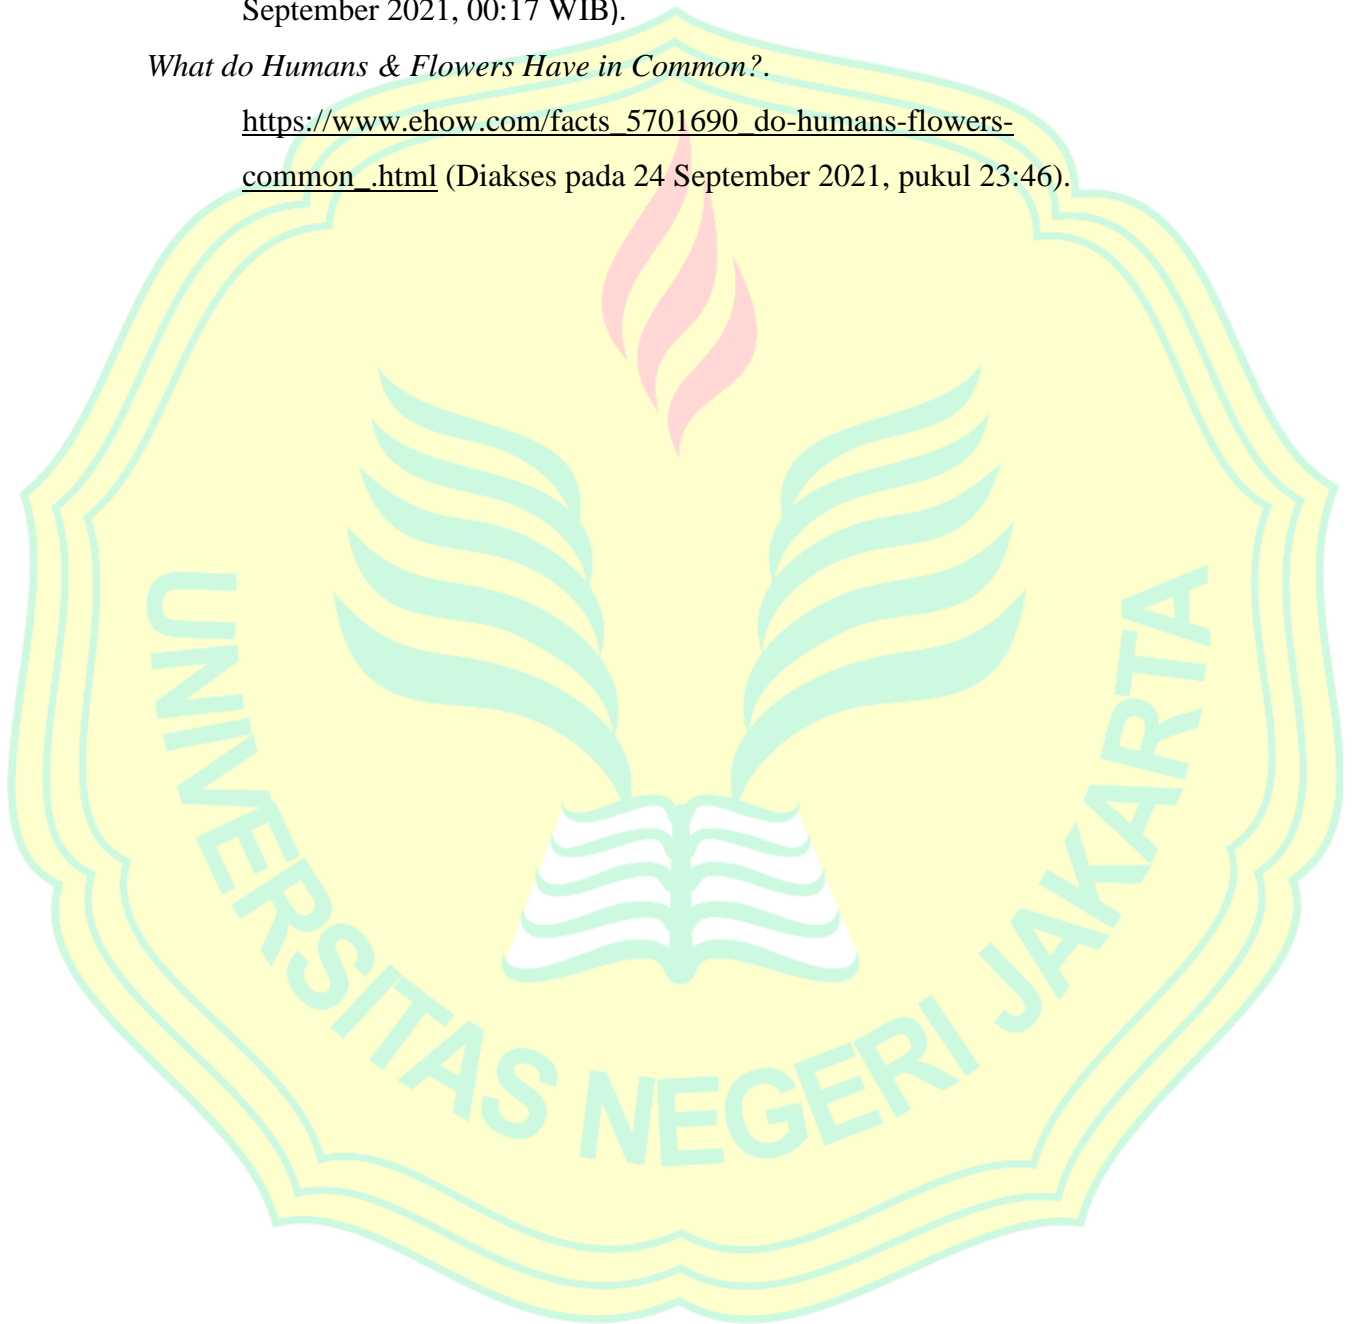 September 2021, 00:17 WIB).
What do Humans & Flowers Have in Common?.
https://www.ehow.com/facts_5701690_do-humans-flowers-
common_.html (Diakses pada 24 September 2021, pukul 23:46).
UNIVERSITAS NEGERI JAKARTA